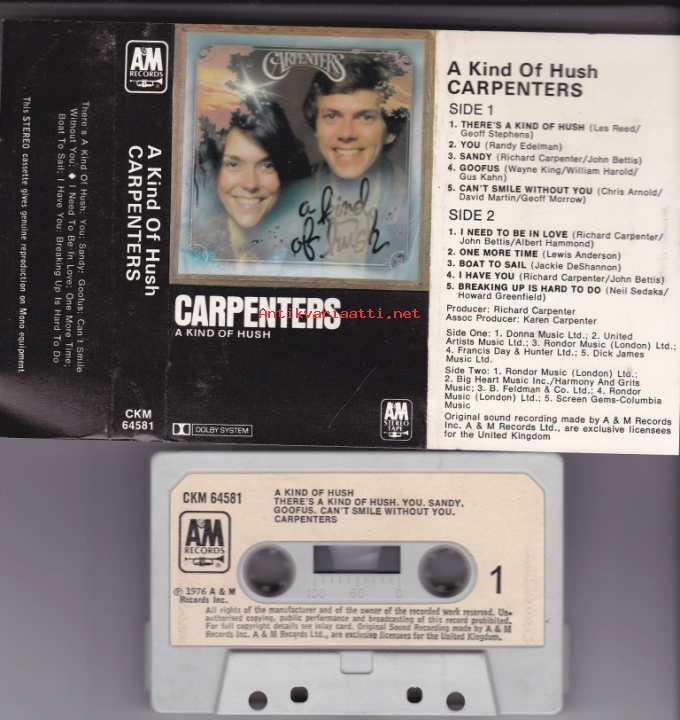 This STEREO cassette gives genuine reproduction on Mono equipment
There's A Kind Of Hush; You; Sandy; Goofus; Can't Smile
Without You; ♦ I Need To Be In Love; One More Time;
Boat To Sail; I Have You; Breaking Up Is Hard To Do
A&M
RECORDS
A Kind Of Hush
CARPENTERS
CKM
64581
CARPENTERS
a kind
of hush
CARPENTERS
A KIND OF HUSH
Antikvariaatti.net
DOLBY SYSTEM
A&M
STEREO
TAPE
A Kind Of Hush
CARPENTERS
SIDE 1
1. THERE'S A KIND OF HUSH (Les Reed/
Geoff Stephens)
2. YOU (Randy Edelman)
3. SANDY (Richard Carpenter/John Bettis)
4. GOOFUS (Wayne King/William Harold/
Gus Kahn)
5. CAN'T SMILE WITHOUT YOU (Chris Arnold/
David Martin/Geoff Morrow)
SIDE 2
1. I NEED TO BE IN LOVE (Richard Carpenter/
John Bettis/Albert Hammond)
2. ONE MORE TIME (Lewis Anderson)
3. BOAT TO SAIL (Jackie DeShannon)
4. I HAVE YOU (Richard Carpenter/John Bettis)
5. BREAKING UP IS HARD TO DO (Neil Sedaka/
Howard Greenfield)
Producer: Richard Carpenter
Assoc Producer: Karen Carpenter
Side One: 1. Donna Music Ltd.; 2. United
Artists Music Ltd.; 3. Rondor Music (London) Ltd.;
4. Francis Day & Hunter Ltd.; 5. Dick James
Music Ltd.
Side Two: 1. Rondor Music (London) Ltd.;
2. Big Heart Music Inc./Harmony And Grits
Music; 3. B. Feldman & Co. Ltd.; 4. Rondor
Music (London) Ltd.; 5. Screen Gems-Columbia
Music
Original sound recording made by A & M Records
Inc. A & M Records Ltd., are exclusive licensees
for the United Kingdom
CKM 64581
A KIND OF HUSH
THERE'S A KIND OF HUSH. YOU. SANDY.
GOOFUS. CAN'T SMILE WITHOUT YOU.
CARPENTERS
A&M
RECORDS
1
100 50 0
℗ 1976 A & M
Records Inc.
All rights of the manufacturer and of the owner of the recorded work reserved. Un-
authorised copying, public performance and broadcasting of this record prohibited.
For full copyright details see inlay card. Original Sound Recording made by A & M
Records Inc. A & M Records Ltd., are exclusive licensees for the United Kingdom.